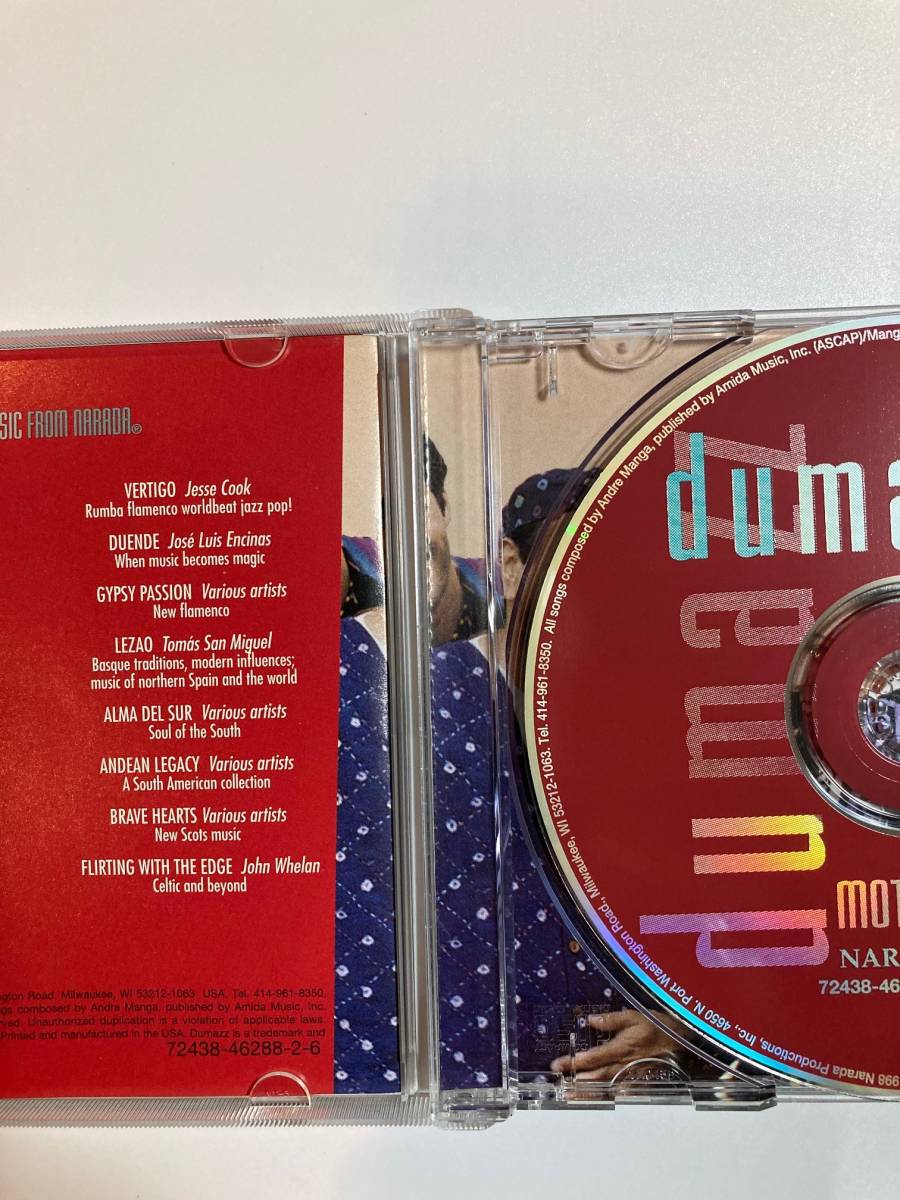 SIC FROM NARADA®
VERTIGO Jesse Cook
Rumba flamenco worldbeat jazz pop!
DUENDE José Luis Encinas
When music becomes magic
GYPSY PASSION Various artists
New flamenco
LEZAO Tomás San Miguel
Basque traditions, modern influences;
music of northern Spain and the world
ALMA DEL SUR Various artists
Soul of the South
ANDEAN LEGACY Various artists
A South American collection
BRAVE HEARTS Various artists
New Scots music
FLIRTING WITH THE EDGE John Whelan
Celtic and beyond
ngton Road, Milwaukee, WI 53212-1063 USA, Tel. 414-961-8350,
ngs composed by Andre Manga, published by Amida Music, Inc.
rved. Unauthorized duplication is a violation of applicable laws.
Printed and manufactured in the USA. Dumazz is a trademark and
72438-46288-2-6
998 Narada Productions, Inc., 4650 N. Port Washington Road, Milwaukee, WI 53212-1063. Tel. 414-961-8350. All songs composed by Andre Manga, published by Amida Music, Inc. (ASCAP)/Mang
duma
dumazz
MOT
NAR
72438-46